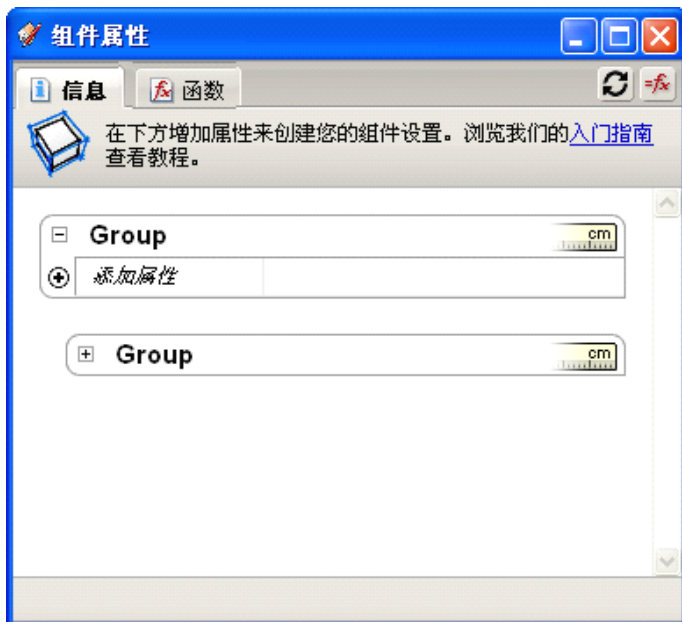 组件属性
信息 函数
=fx
在下方增加属性来创建您的组件设置。浏览我们的入门指南
查看教程。
Group cm
添加属性
Group cm